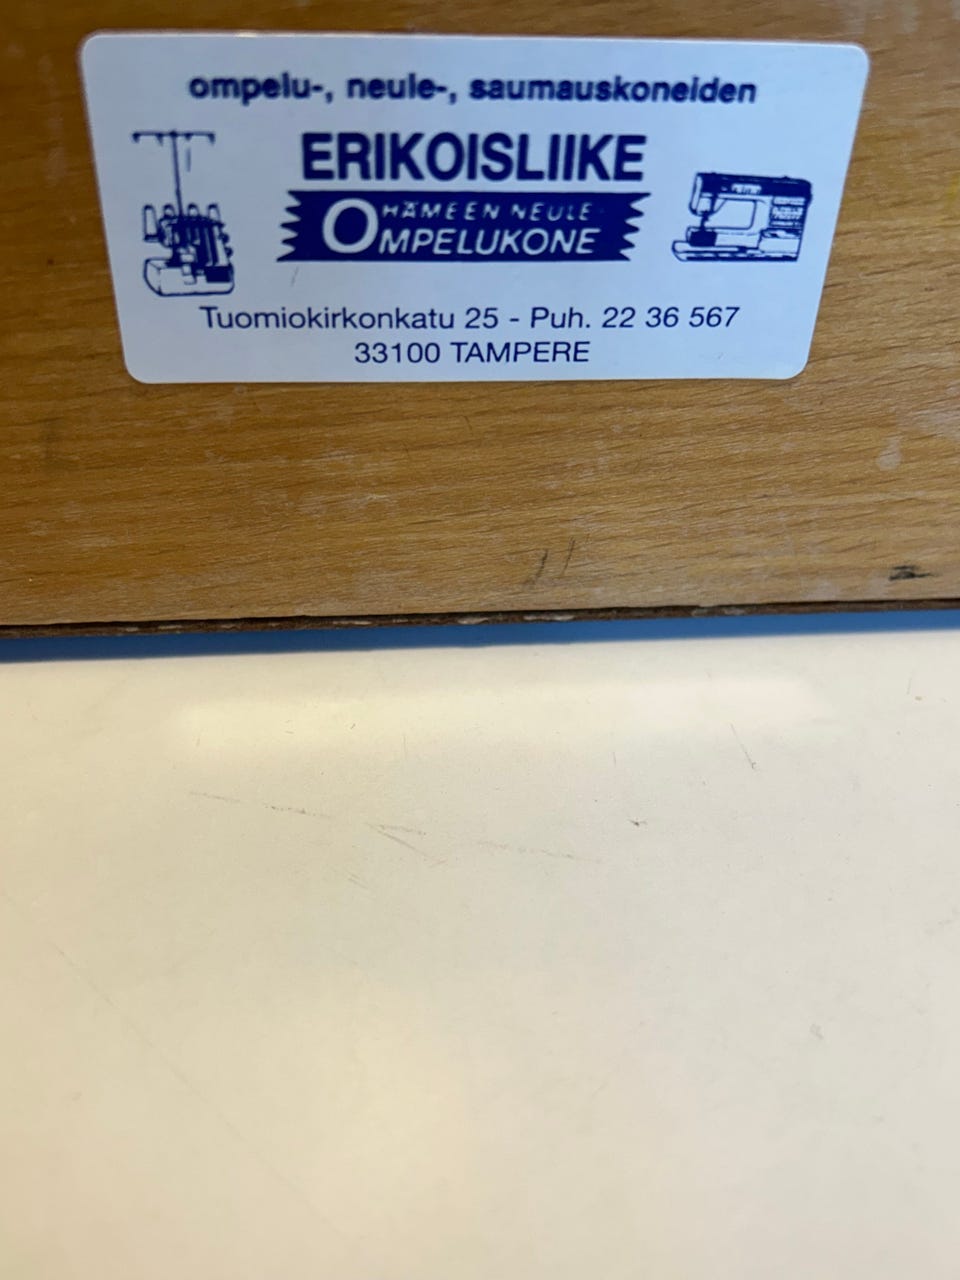 ompelu-, neule-, saumauskoneiden
ERIKOISLIIKE
HÄMEEN NEULE-
OMPELUKONE
Tuomiokirkonkatu 25 - Puh. 22 36 567
33100 TAMPERE